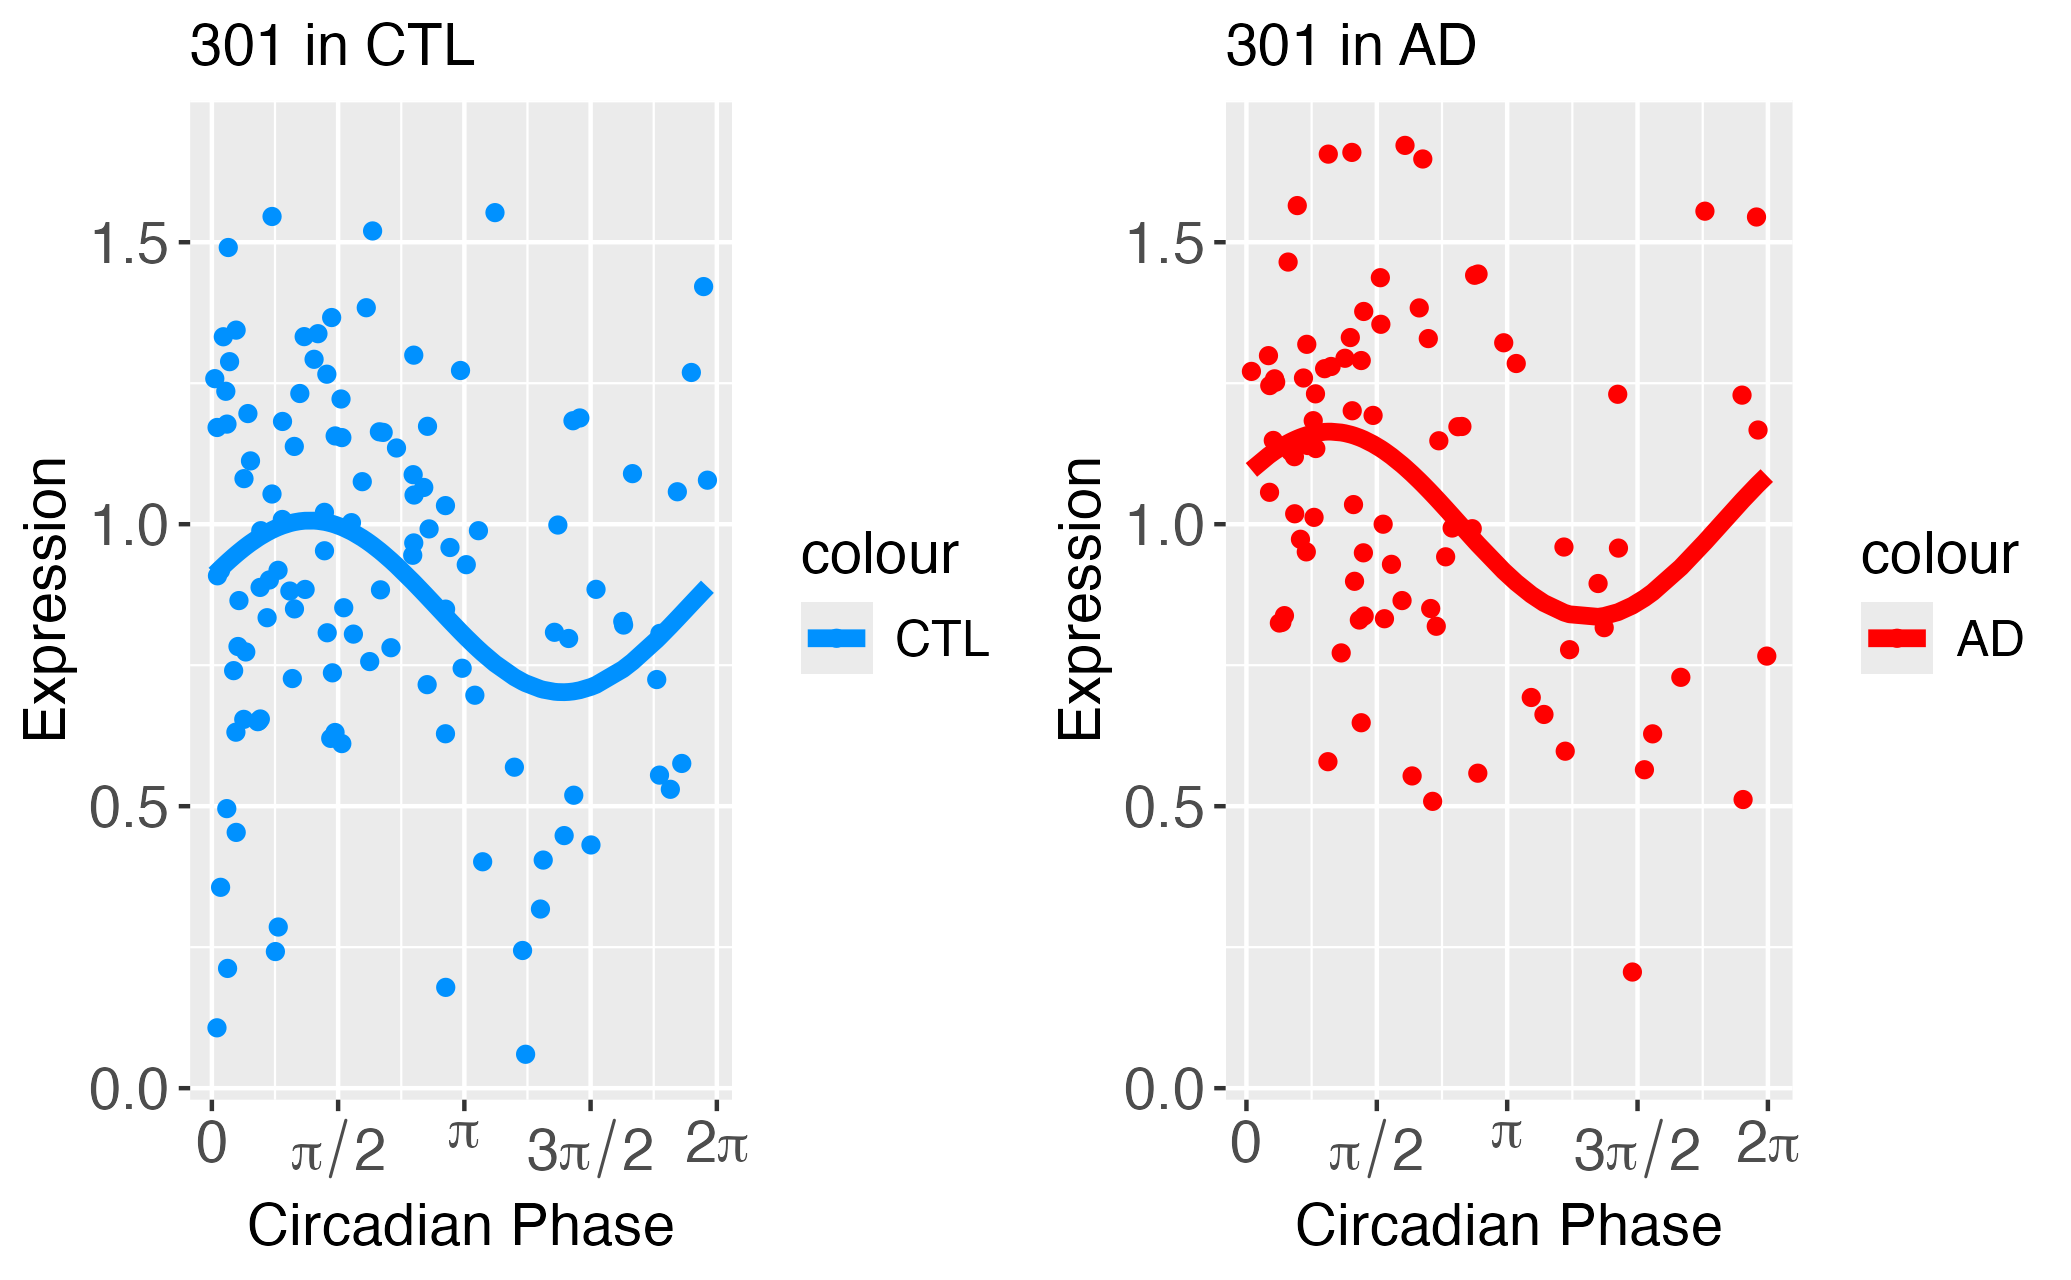 301 in CTL
Expression
1.5
1.0
0.5
0.0
0
π/2
π
3π/2
2π
Circadian Phase
colour
CTL
301 in AD
Expression
1.5
1.0
0.5
0.0
0
π/2
π
3π/2
2π
Circadian Phase
colour
AD